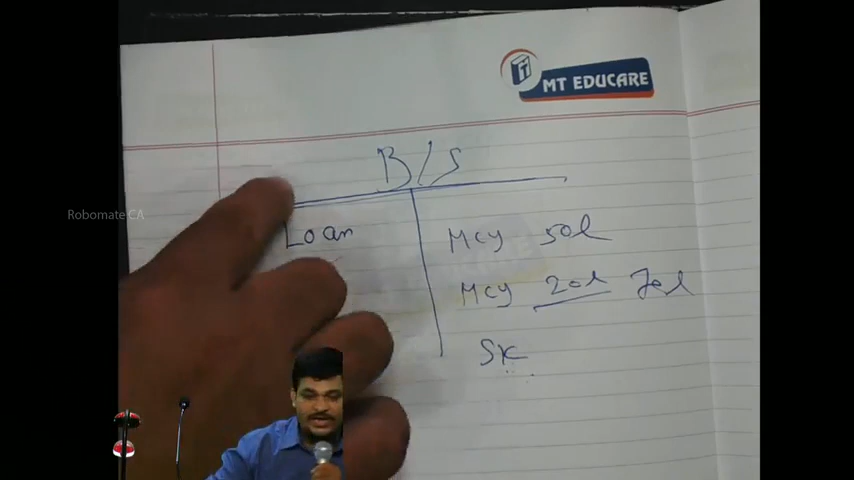 MT EDUCARE
B/S
Robomate CA
Loan
Mcy 50l
Mcy 20l 70l
SK